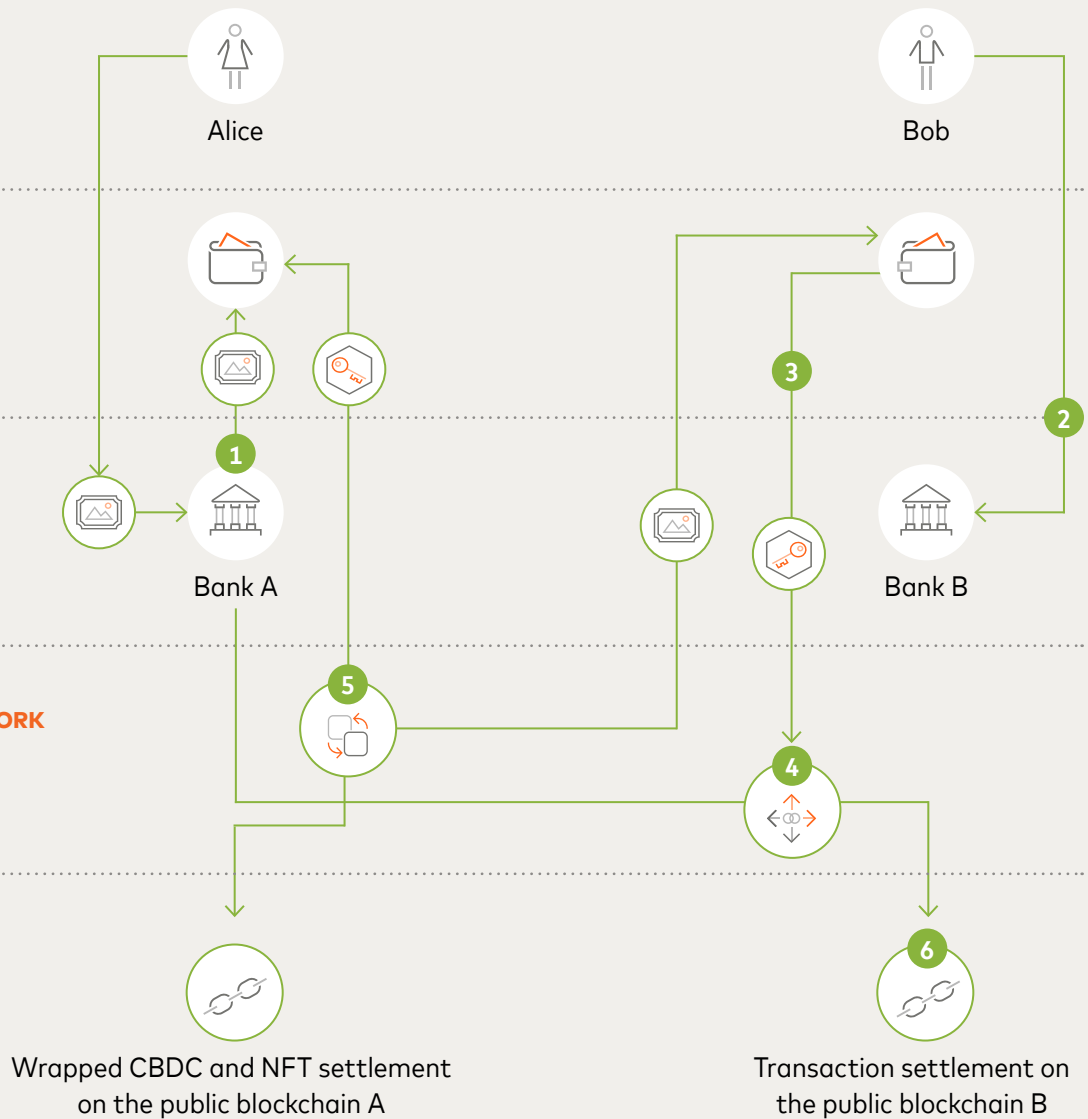 Alice
Bob
3
2
1
Bank A
Bank B
5
ORK
4
6
Wrapped CBDC and NFT settlement
on the public blockchain A
Transaction settlement on
the public blockchain B